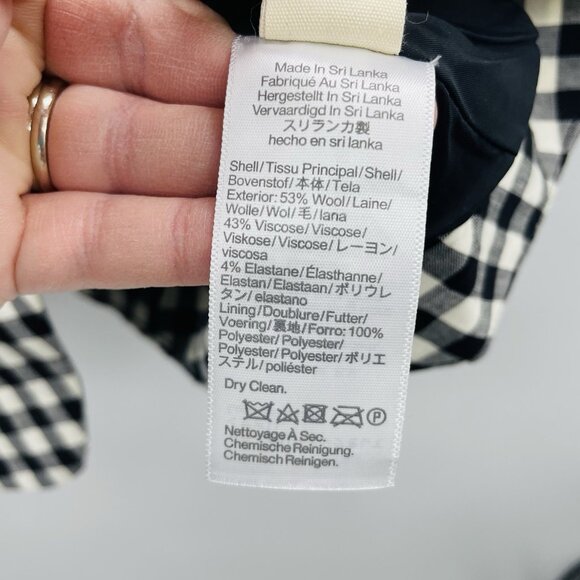 Made In Sri Lanka
Fabriqué Au Sri Lanka
Hergestellt In Sri Lanka
Vervaardigd In Sri Lanka
スリランカ製
hecho en sri lanka
Shell/Tissu Principal/Shell/
Bovenstof/本体/Tela
Exterior: 53% Wool/Laine/
Wolle/Wol/毛/lana
43% Viscose/Viscose/
Viskose/Viscose/レーヨン/
viscosa
4% Elastane/Élasthanne/
Elastan/Elastaan/ポリウレ
タン/elastano
Lining/Doublure/Futter/
Voering/裏地/Forro: 100%
Polyester/Polyester/
Polyester/Polyester/ポリエ
ステル/poliéster
Dry Clean.
P
Nettoyage À Sec.
Chemische Reinigung.
Chemisch Reinigen.